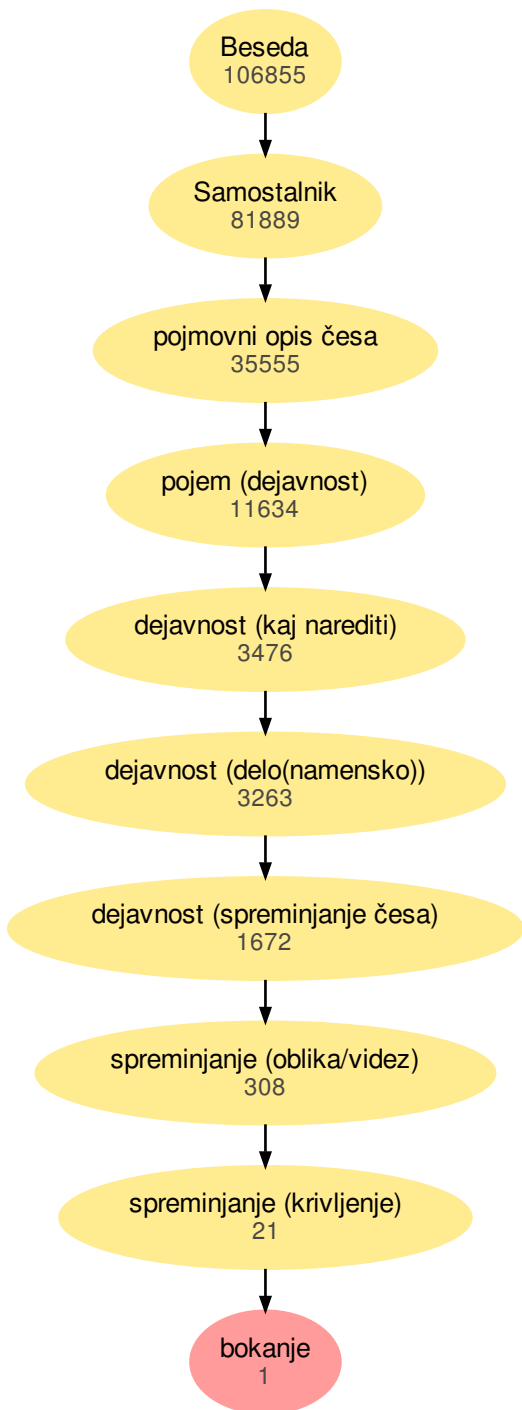 Beseda
106855
Samostalnik
81889
pojmovni opis česa
35555
pojem (dejavnost)
11634
dejavnost (kaj narediti)
3476
dejavnost (delo(namensko))
3263
dejavnost (spreminjanje česa)
1672
spreminjanje (oblika/videz)
308
spreminjanje (krivljenje)
21
bokanje
1